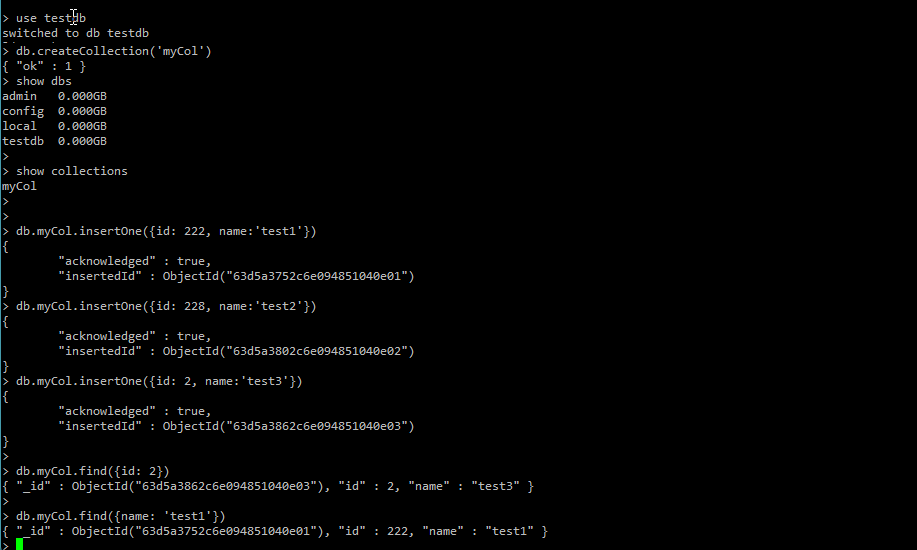 > use testdb
switched to db testdb
> db.createCollection('myCol')
{ "ok" : 1 }
> show dbs
admin   0.000GB
config  0.000GB
local   0.000GB
testdb  0.000GB
>
> show collections
myCol
>
>
> db.myCol.insertOne({id: 222, name:'test1'})
{
        "acknowledged" : true,
        "insertedId" : ObjectId("63d5a3752c6e094851040e01")
}
> db.myCol.insertOne({id: 228, name:'test2'})
{
        "acknowledged" : true,
        "insertedId" : ObjectId("63d5a3802c6e094851040e02")
}
> db.myCol.insertOne({id: 2, name:'test3'})
{
        "acknowledged" : true,
        "insertedId" : ObjectId("63d5a3862c6e094851040e03")
}
>
> db.myCol.find({id: 2})
{ "_id" : ObjectId("63d5a3862c6e094851040e03"), "id" : 2, "name" : "test3" }
>
> db.myCol.find({name: 'test1'})
{ "_id" : ObjectId("63d5a3752c6e094851040e01"), "id" : 222, "name" : "test1" }
>